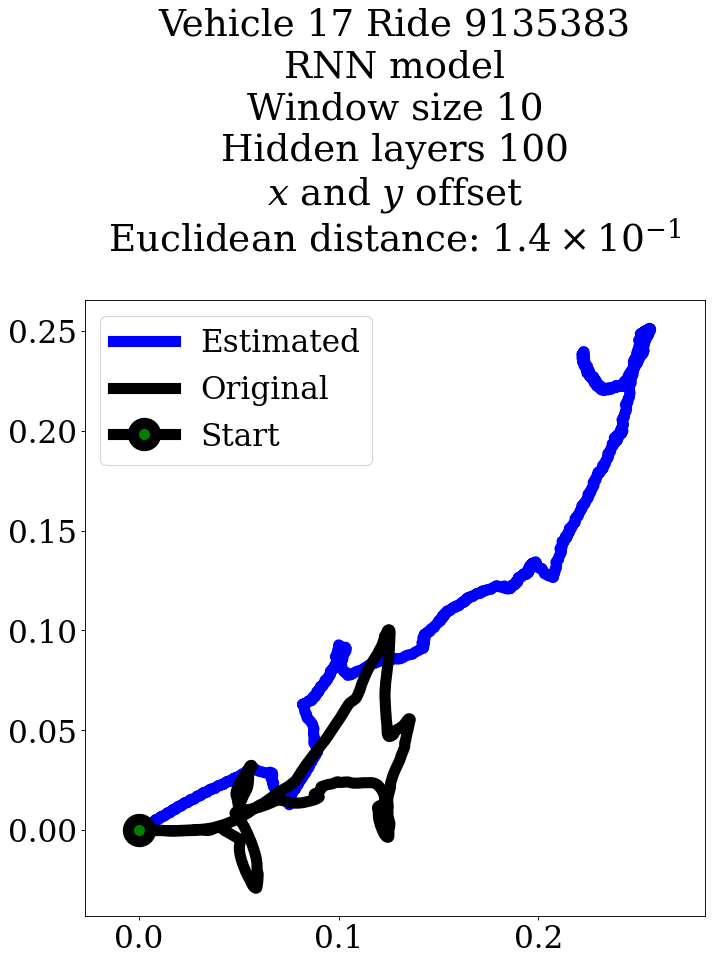 Vehicle 17 Ride 9135383
RNN model
Window size 10
Hidden layers 100
x and y offset
Euclidean distance: 1.4 × 10⁻¹
Estimated
Original
Start
0.25
0.20
0.15
0.10
0.05
0.00
0.0 0.1 0.2